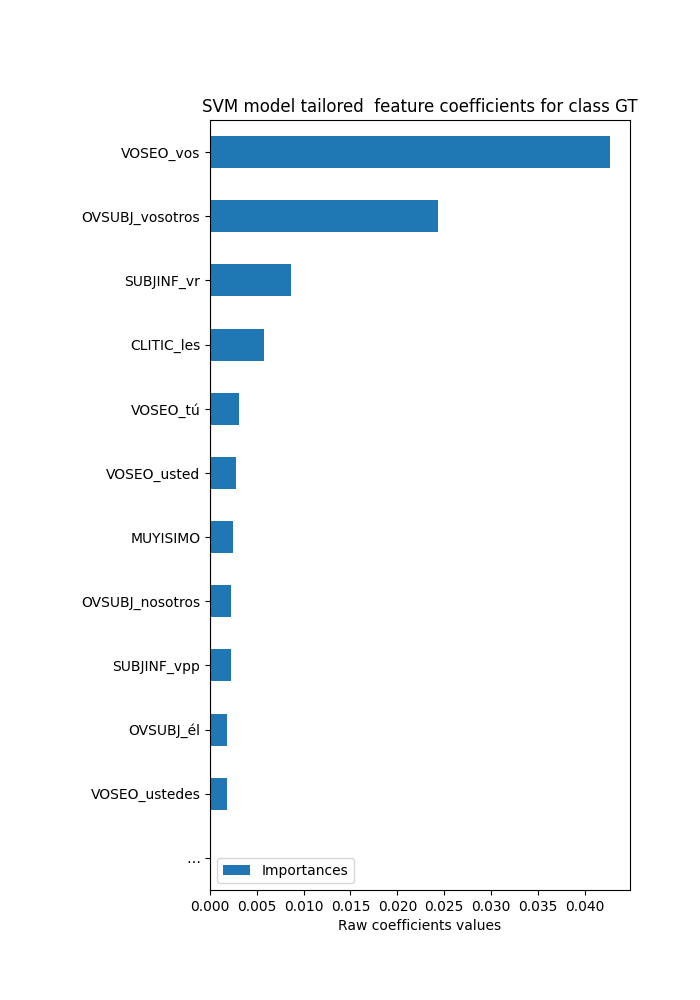 SVM model tailored  feature coefficients for class GT
VOSEO_vos
OVSUBJ_vosotros
SUBJINF_vr
CLITIC_les
VOSEO_tú
VOSEO_usted
MUYISIMO
OVSUBJ_nosotros
SUBJINF_vpp
OVSUBJ_él
VOSEO_ustedes
...
Importances
0.000 0.005 0.010 0.015 0.020 0.025 0.030 0.035 0.040
Raw coefficients values